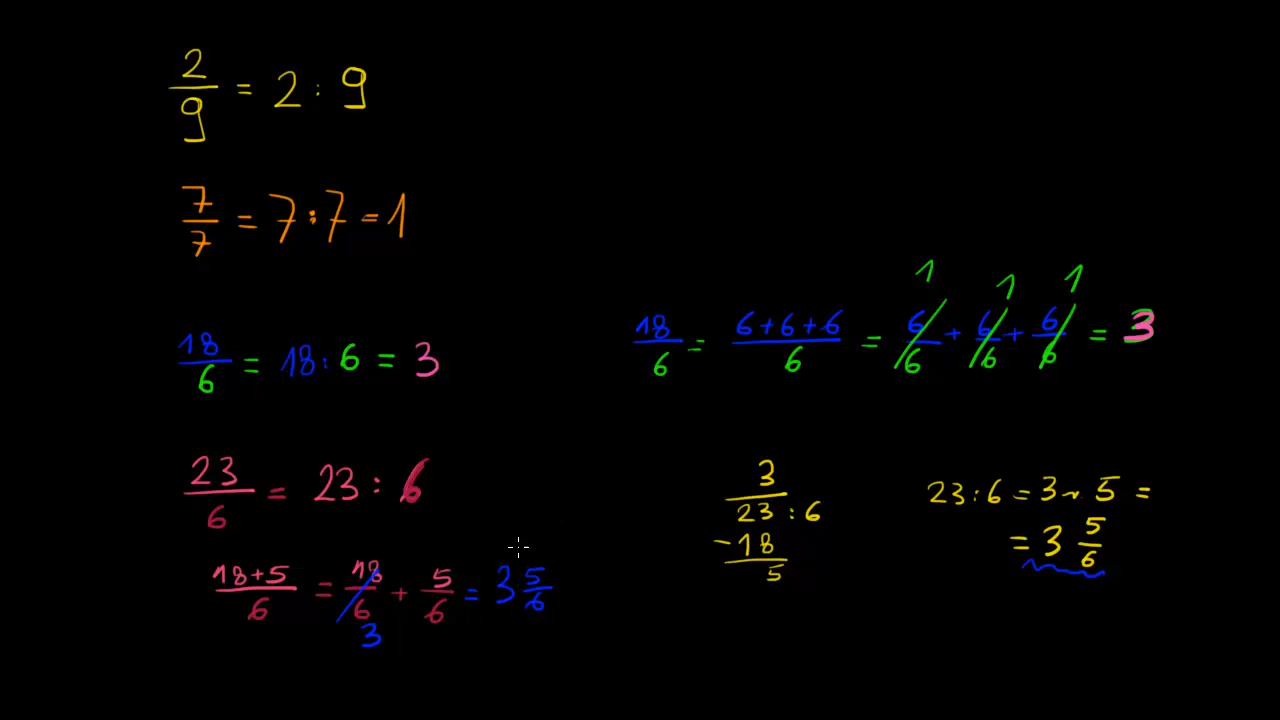 2/9 = 2 : 9
7/7 = 7 : 7 = 1
18/6 = 18 : 6 = 3
18/6 = (6+6+6)/6 = 6/6 + 6/6 + 6/6 = 3
1 1 1
23/6 = 23 : 6
(18+5)/6 = 18/6 + 5/6 = 3 5/6
3
3
23 : 6
-18
5
23 : 6 = 3 ~ 5 =
= 3 5/6